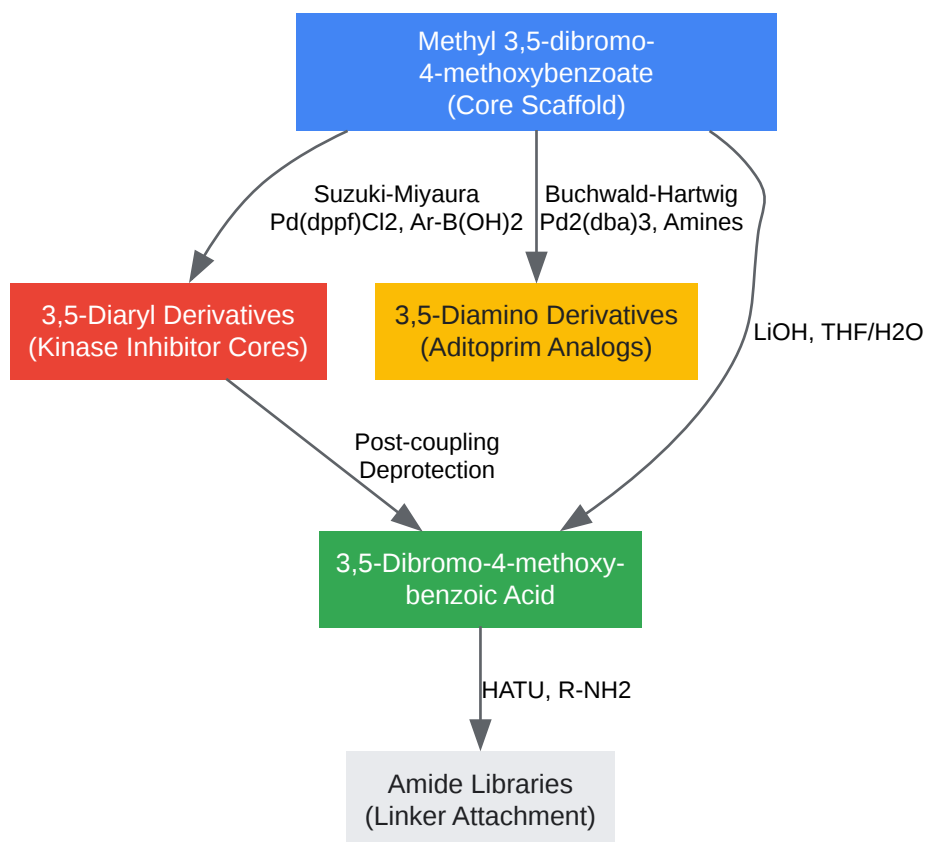 Methyl 3,5-dibromo-
4-methoxybenzoate
(Core Scaffold)
Suzuki-Miyaura
Pd(dppf)Cl2, Ar-B(OH)2
Buchwald-Hartwig
Pd2(dba)3, Amines
LiOH, THF/H2O
3,5-Diaryl Derivatives
(Kinase Inhibitor Cores)
3,5-Diamino Derivatives
(Aditoprim Analogs)
Post-coupling
Deprotection
3,5-Dibromo-4-methoxy-
benzoic Acid
HATU, R-NH2
Amide Libraries
(Linker Attachment)